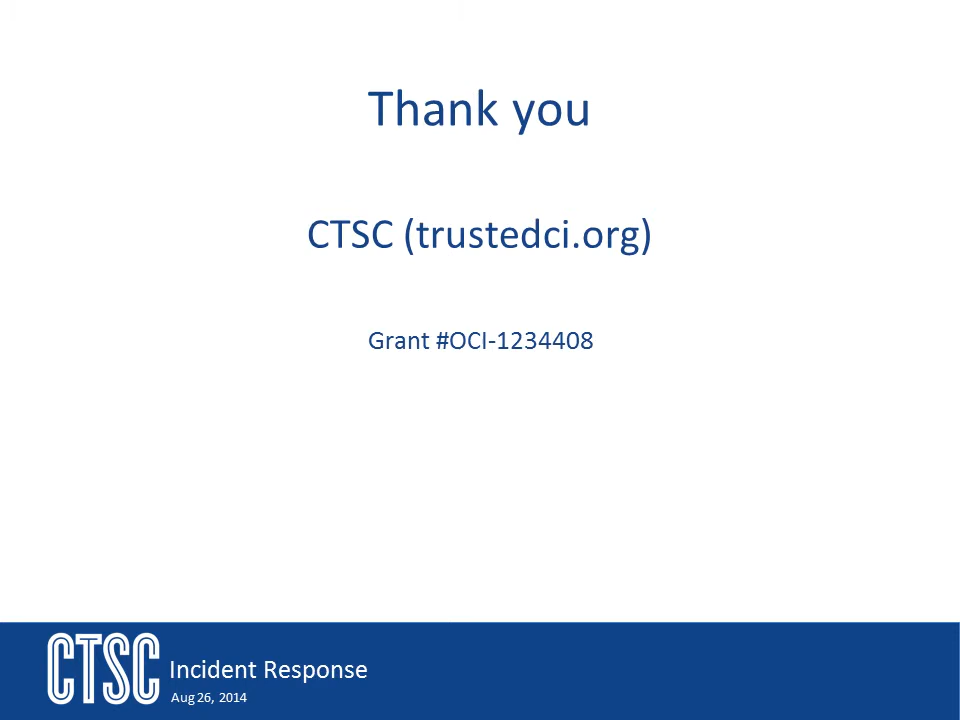 Thank you
CTSC (trustedci.org)
Grant #OCI-1234408
CTSC Incident Response
Aug 26, 2014